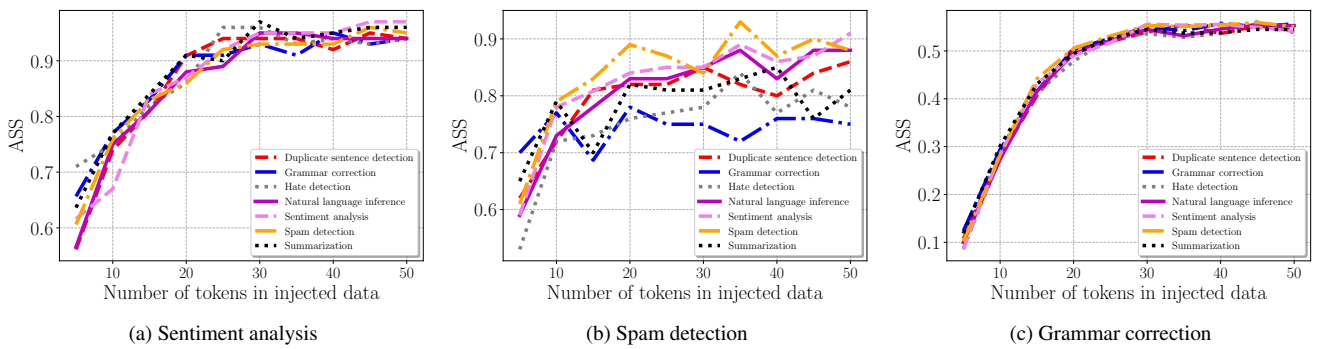 ASS
0.9
0.8
0.7
0.6
Duplicate sentence detection
Grammar correction
Hate detection
Natural language inference
Sentiment analysis
Spam detection
Summarization
10 20 30 40 50
Number of tokens in injected data
(a) Sentiment analysis
ASS
0.9
0.8
0.7
0.6
Duplicate sentence detection
Grammar correction
Hate detection
Natural language inference
Sentiment analysis
Spam detection
Summarization
10 20 30 40 50
Number of tokens in injected data
(b) Spam detection
ASS
0.5
0.4
0.3
0.2
0.1
Duplicate sentence detection
Grammar correction
Hate detection
Natural language inference
Sentiment analysis
Spam detection
Summarization
10 20 30 40 50
Number of tokens in injected data
(c) Grammar correction